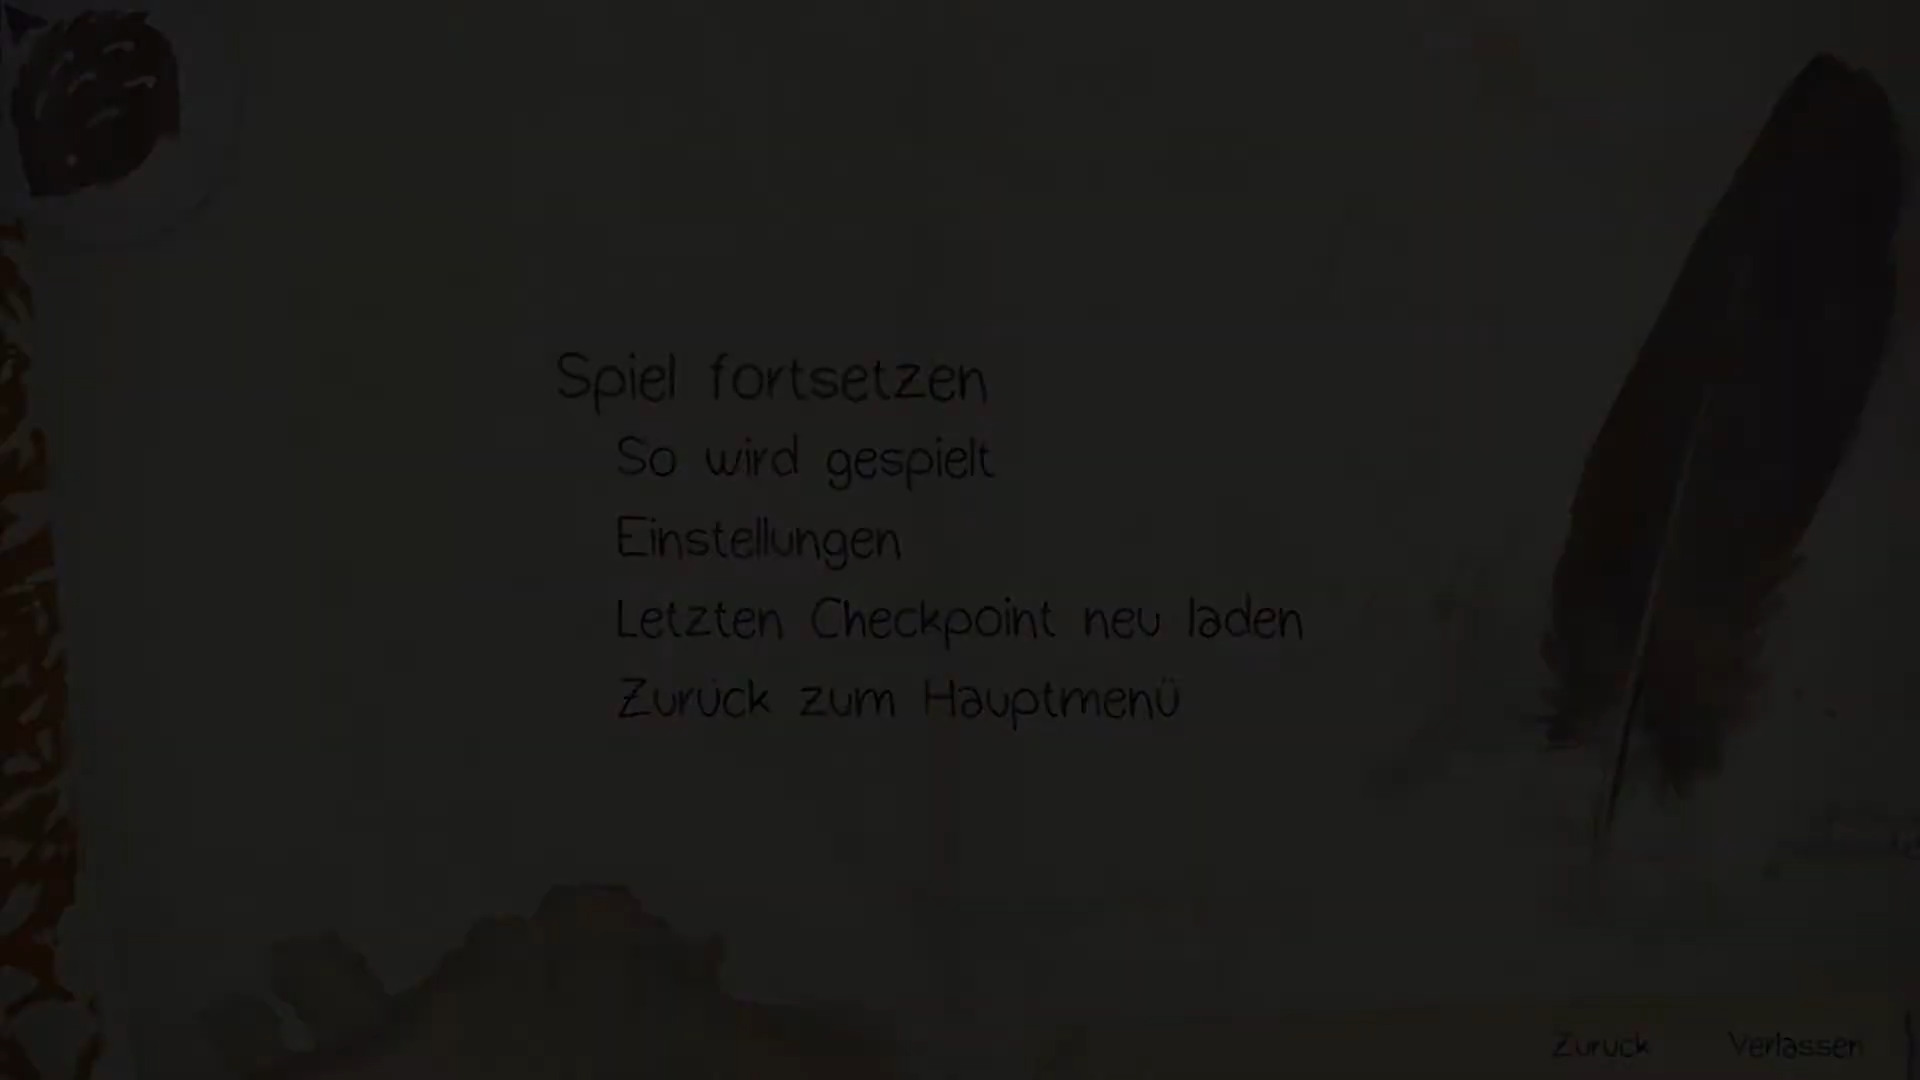 Spiel fortsetzen
So wird gespielt
Einstellungen
Letzten Checkpoint neu laden
Zurück zum Hauptmenü
Zurück Verlassen